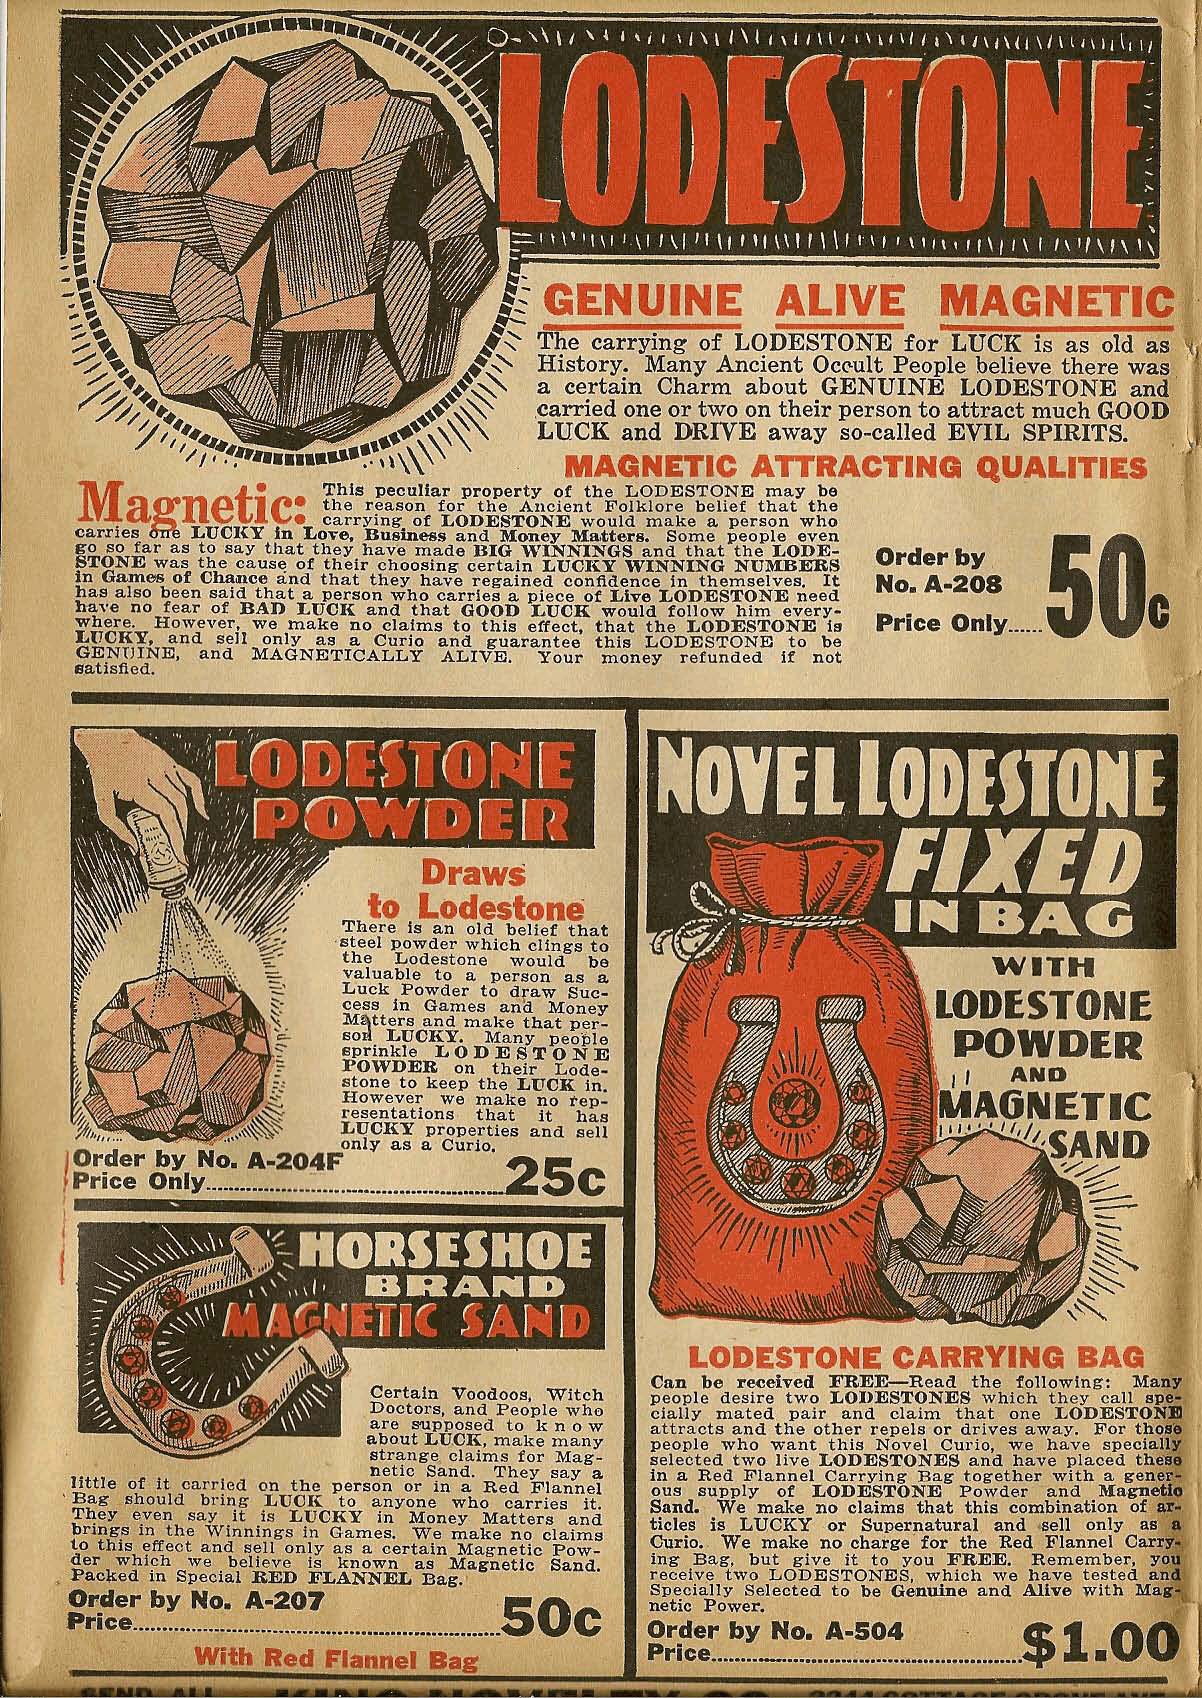 LODESTONE
GENUINE ALIVE MAGNETIC
The carrying of LODESTONE for LUCK is as old as
History. Many Ancient Occult People believe there was
a certain Charm about GENUINE LODESTONE and
carried one or two on their person to attract much GOOD
LUCK and DRIVE away so-called EVIL SPIRITS.
MAGNETIC ATTRACTING QUALITIES
Magnetic: This peculiar property of the LODESTONE may be
the reason for the Ancient Folklore belief that the
carrying of LODESTONE would make a person who
carries one LUCKY in Love, Business and Money Matters. Some people even
go so far as to say that they have made BIG WINNINGS and that the LODE-
STONE was the cause of their choosing certain LUCKY WINNING NUMBERS
in Games of Chance and that they have regained confidence in themselves. It
has also been said that a person who carries a piece of Live LODESTONE need
have no fear of BAD LUCK and that GOOD LUCK would follow him every-
where. However, we make no claims to this effect, that the LODESTONE is
LUCKY, and sell only as a Curio and guarantee this LODESTONE to be
GENUINE, and MAGNETICALLY ALIVE. Your money refunded if not
satisfied.
Order by
No. A-208
Price Only...... 50c
LODESTONE
POWDER
Draws
to Lodestone
There is an old belief that
steel powder which clings to
the Lodestone would be
valuable to a person as a
Luck Powder to draw Suc-
cess in Games and Money
Matters and make that per-
son LUCKY. Many people
sprinkle LODESTONE
POWDER on their Lode-
stone to keep the LUCK in.
However we make no rep-
resentations that it has
LUCKY properties and sell
only as a Curio.
Order by No. A-204F
Price Only................................................25c
HORSESHOE
BRAND
MAGNETIC SAND
Certain Voodoos, Witch
Doctors, and People who
are supposed to know
about LUCK, make many
strange claims for Mag-
netic Sand. They say a
little of it carried on the person or in a Red Flannel
Bag should bring LUCK to anyone who carries it.
They even say it is LUCKY in Money Matters and
brings in the Winnings in Games. We make no claims
to this effect and sell only as a certain Magnetic Pow-
der which we believe is known as Magnetic Sand.
Packed in Special RED FLANNEL Bag.
Order by No. A-207
Price..........................................................50c
With Red Flannel Bag
NOVEL LODESTONE
FIXED
IN BAG
WITH
LODESTONE
POWDER
AND
MAGNETIC
SAND
LODESTONE CARRYING BAG
Can be received FREE—Read the following: Many
people desire two LODESTONES which they call spe-
cially mated pair and claim that one LODESTONE
attracts and the other repels or drives away. For those
people who want this Novel Curio, we have specially
selected two live LODESTONES and have placed these
in a Red Flannel Carrying Bag together with a gener-
ous supply of LODESTONE Powder and Magnetic
Sand. We make no claims that this combination of ar-
ticles is LUCKY or Supernatural and sell only as a
Curio. We make no charge for the Red Flannel Carry-
ing Bag, but give it to you FREE. Remember, you
receive two LODESTONES, which we have tested and
Specially Selected to be Genuine and Alive with Mag-
netic Power.
Order by No. A-504
Price..................................................$1.00
SEND ALL KING NOVELTY CO.